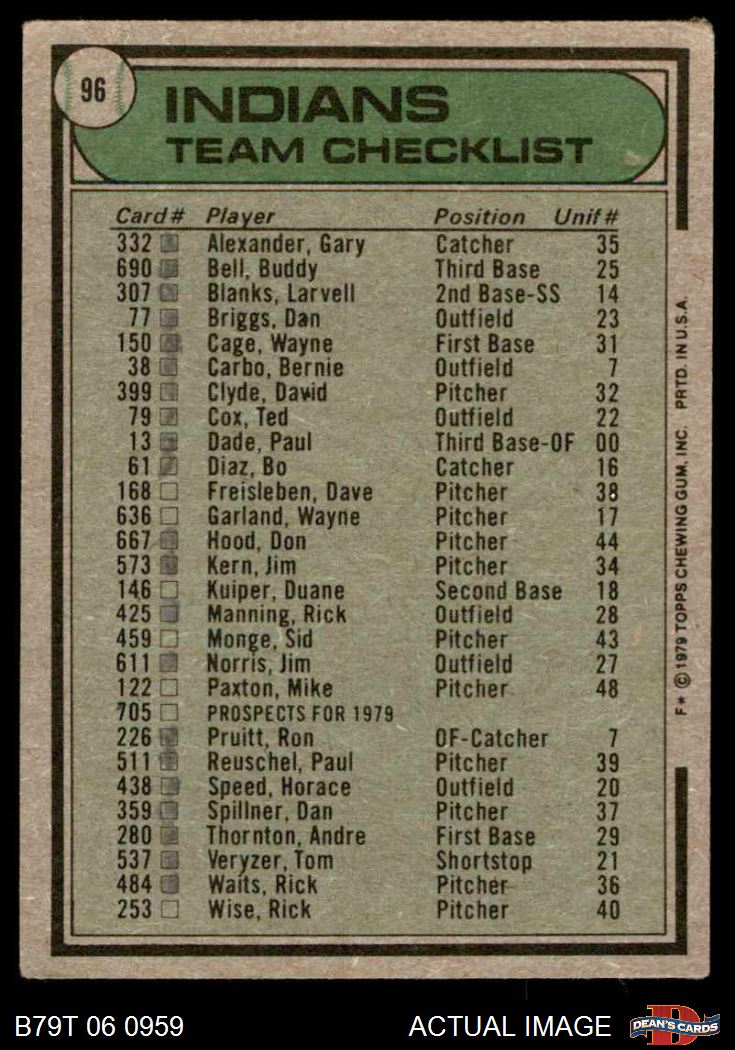 96
INDIANS
TEAM CHECKLIST
Card# Player Position Unif#
332 Alexander, Gary Catcher 35
690 Bell, Buddy Third Base 25
307 Blanks, Larvell 2nd Base-SS 14
77 Briggs, Dan Outfield 23
150 Cage, Wayne First Base 31
38 Carbo, Bernie Outfield 7
399 Clyde, David Pitcher 32
79 Cox, Ted Outfield 22
13 Dade, Paul Third Base-OF 00
61 Diaz, Bo Catcher 16
168 Freisleben, Dave Pitcher 38
636 Garland, Wayne Pitcher 17
667 Hood, Don Pitcher 44
573 Kern, Jim Pitcher 34
146 Kuiper, Duane Second Base 18
425 Manning, Rick Outfield 28
459 Monge, Sid Pitcher 43
611 Norris, Jim Outfield 27
122 Paxton, Mike Pitcher 48
705 PROSPECTS FOR 1979
226 Pruitt, Ron OF-Catcher 7
511 Reuschel, Paul Pitcher 39
438 Speed, Horace Outfield 20
359 Spillner, Dan Pitcher 37
280 Thornton, Andre First Base 29
537 Veryzer, Tom Shortstop 21
484 Waits, Rick Pitcher 36
253 Wise, Rick Pitcher 40
F* © 1979 TOPPS CHEWING GUM, INC. PRTD. IN U.S.A.
B79T 06 0959 ACTUAL IMAGE
D
DEAN'S CARDS